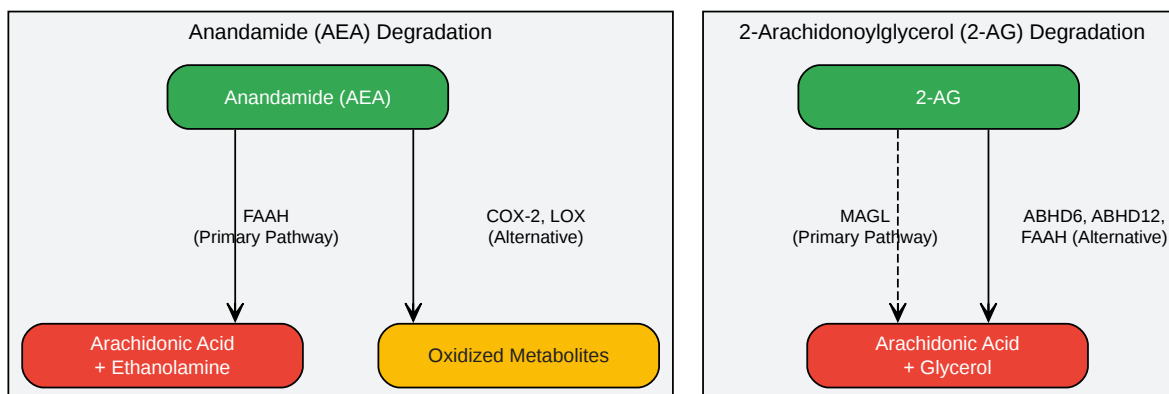 Anandamide (AEA) Degradation
Anandamide (AEA)
FAAH
(Primary Pathway)
COX-2, LOX
(Alternative)
Arachidonic Acid
+ Ethanolamine
Oxidized Metabolites
2-Arachidonoylglycerol (2-AG) Degradation
2-AG
MAGL
(Primary Pathway)
ABHD6, ABHD12,
FAAH (Alternative)
Arachidonic Acid
+ Glycerol